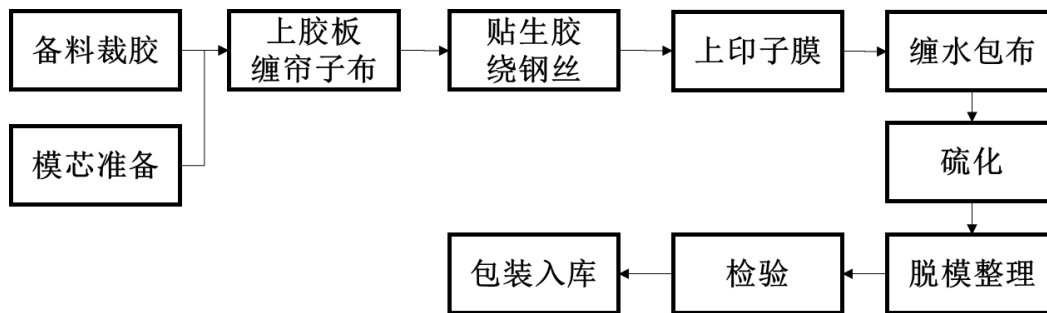 备料裁胶
模芯准备
上胶板
缠帘子布
贴生胶
绕钢丝
上印子膜
缠水包布
硫化
脱模整理
检验
包装入库